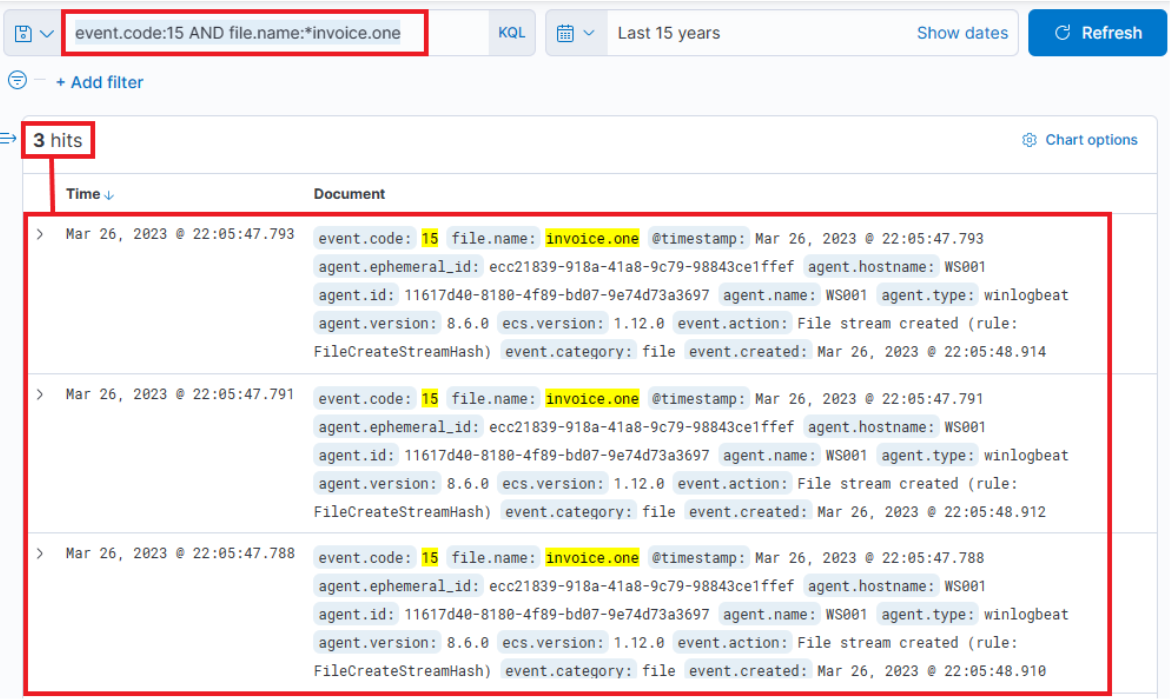 event.code:15 AND file.name:*invoice.one KQL Last 15 years Show dates Refresh
+ Add filter
3 hits Chart options
Time Document
Mar 26, 2023 @ 22:05:47.793 event.code: 15 file.name: invoice.one @timestamp: Mar 26, 2023 @ 22:05:47.793
agent.ephemeral_id: ecc21839-918a-41a8-9c79-98843ce1ffef agent.hostname: WS001
agent.id: 11617d40-8180-4f89-bd07-9e74d73a3697 agent.name: WS001 agent.type: winlogbeat
agent.version: 8.6.0 ecs.version: 1.12.0 event.action: File stream created (rule:
FileCreateStreamHash) event.category: file event.created: Mar 26, 2023 @ 22:05:48.914
Mar 26, 2023 @ 22:05:47.791 event.code: 15 file.name: invoice.one @timestamp: Mar 26, 2023 @ 22:05:47.791
agent.ephemeral_id: ecc21839-918a-41a8-9c79-98843ce1ffef agent.hostname: WS001
agent.id: 11617d40-8180-4f89-bd07-9e74d73a3697 agent.name: WS001 agent.type: winlogbeat
agent.version: 8.6.0 ecs.version: 1.12.0 event.action: File stream created (rule:
FileCreateStreamHash) event.category: file event.created: Mar 26, 2023 @ 22:05:48.912
Mar 26, 2023 @ 22:05:47.788 event.code: 15 file.name: invoice.one @timestamp: Mar 26, 2023 @ 22:05:47.788
agent.ephemeral_id: ecc21839-918a-41a8-9c79-98843ce1ffef agent.hostname: WS001
agent.id: 11617d40-8180-4f89-bd07-9e74d73a3697 agent.name: WS001 agent.type: winlogbeat
agent.version: 8.6.0 ecs.version: 1.12.0 event.action: File stream created (rule:
FileCreateStreamHash) event.category: file event.created: Mar 26, 2023 @ 22:05:48.910